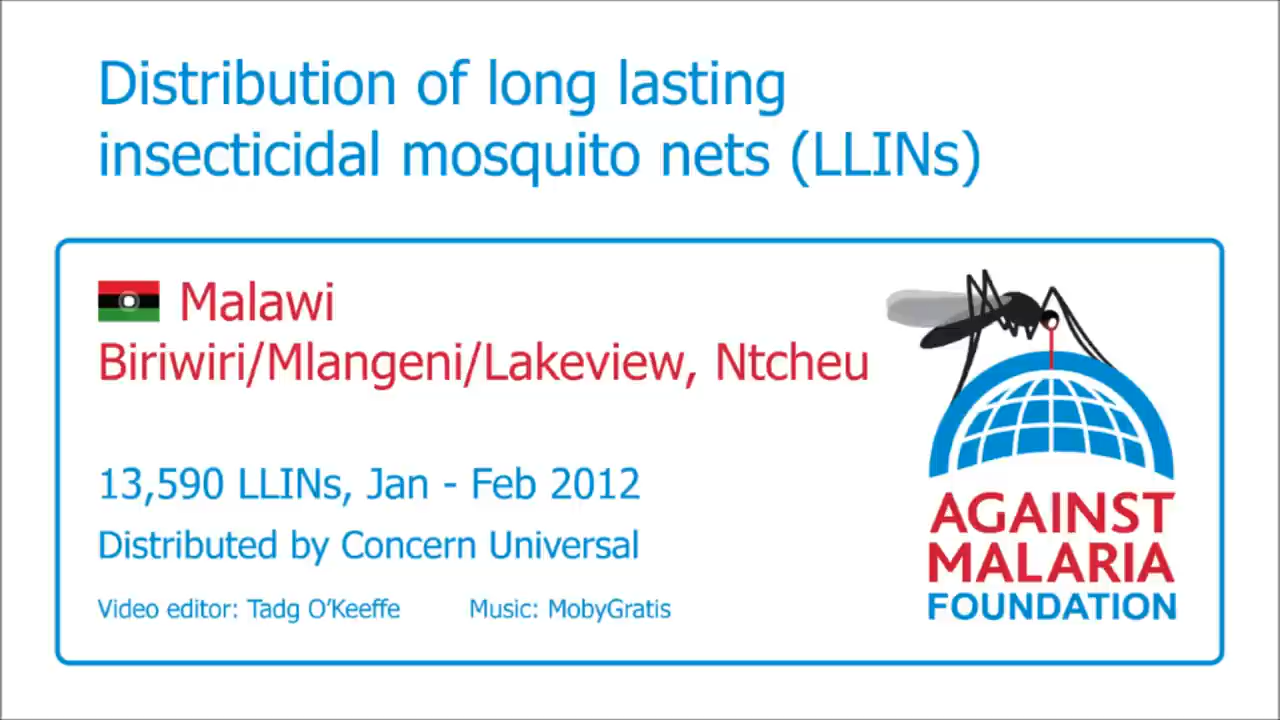 Distribution of long lasting
insecticidal mosquito nets (LLINs)
Malawi
Biriwiri/Mlangeni/Lakeview, Ntcheu
13,590 LLINs, Jan - Feb 2012
Distributed by Concern Universal
Video editor: Tadg O'Keeffe Music: MobyGratis
AGAINST
MALARIA
FOUNDATION